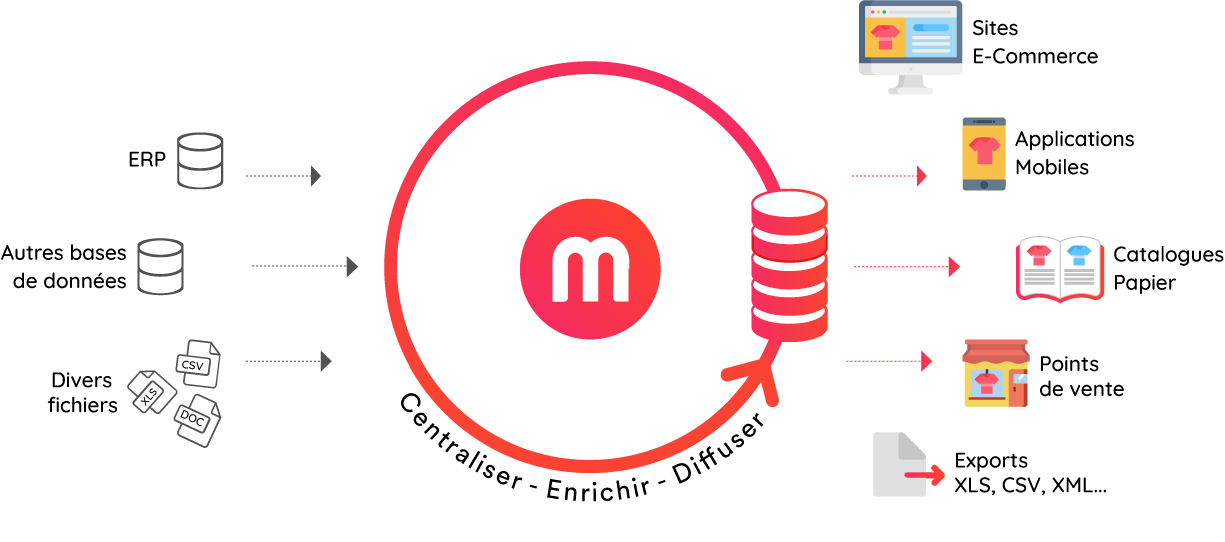 ERP
Autres bases
de données
Divers
fichiers
CSV
XLS
DOC
m
Centraliser - Enrichir - Diffuser
Sites
E-Commerce
Applications
Mobiles
Catalogues
Papier
Points
de vente
Exports
XLS, CSV, XML...